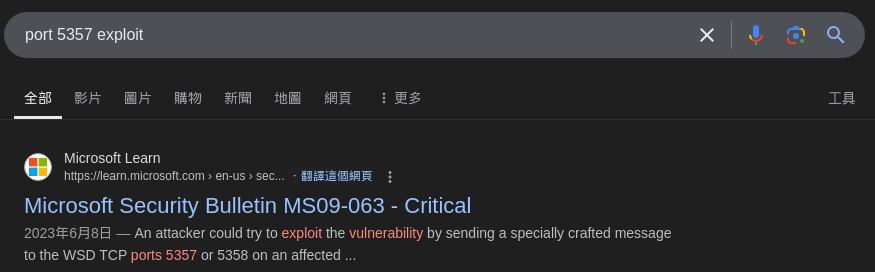 port 5357 exploit
全部 影片 圖片 購物 新聞 地圖 網頁 更多 工具
Microsoft Learn
https://learn.microsoft.com › en-us › sec... · 翻譯這個網頁
Microsoft Security Bulletin MS09-063 - Critical
2023年6月8日 — An attacker could try to exploit the vulnerability by sending a specially crafted message
to the WSD TCP ports 5357 or 5358 on an affected ...